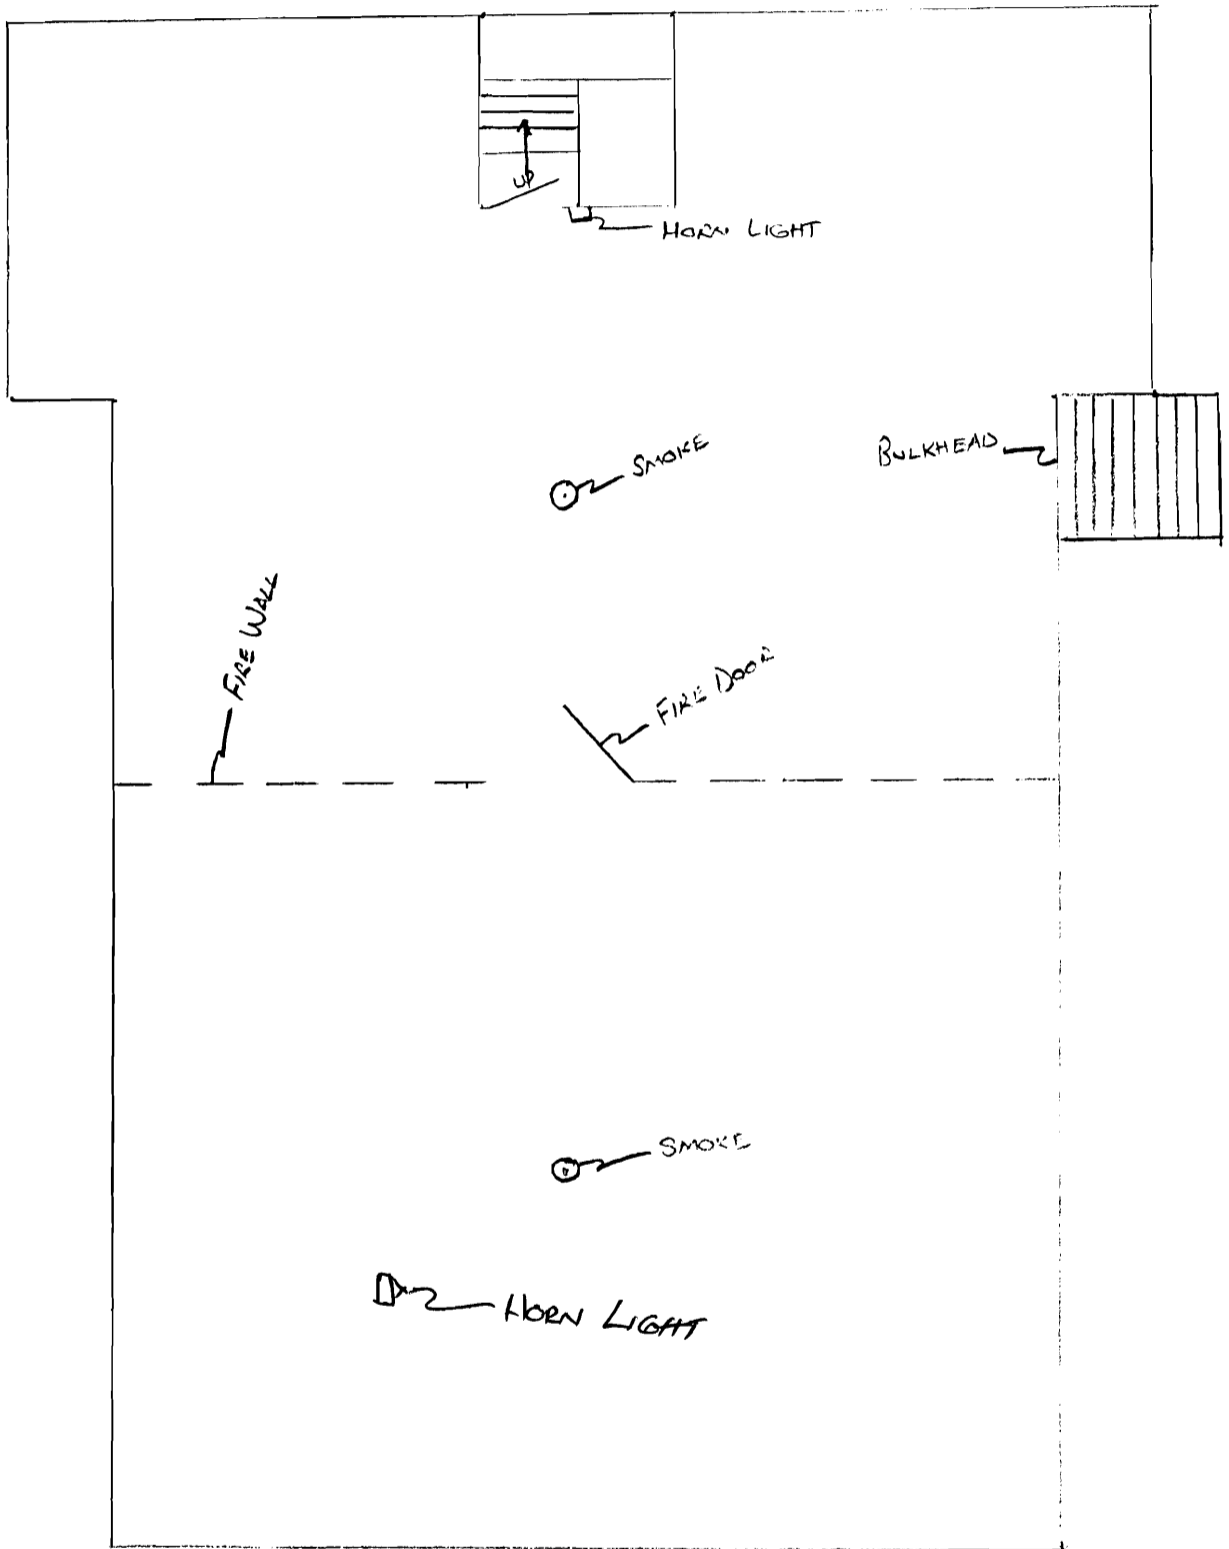 UP
HORN LIGHT
SMOKE
BULKHEAD
FIRE WALL
FIRE DOOR
SMOKE
HORN LIGHT